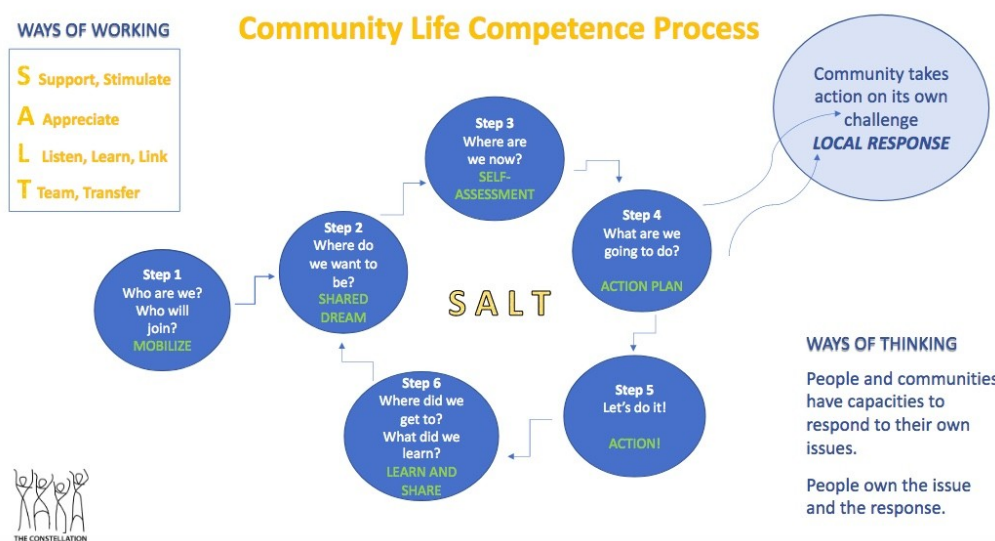 Community Life Competence Process
WAYS OF WORKING
S Support, Stimulate
A Appreciate
L Listen, Learn, Link
T Team, Transfer
Step 1
Who are we?
Who will
join?
MOBILIZE
Step 2
Where do
we want to
be?
SHARED
DREAM
Step 3
Where are
we now?
SELF-
ASSESSMENT
Step 4
What are we
going to do?
ACTION PLAN
Community takes
action on its own
challenge
LOCAL RESPONSE
SALT
Step 5
Let's do it!
ACTION!
Step 6
Where did we
get to?
What did we
learn?
LEARN AND
SHARE
WAYS OF THINKING
People and communities
have capacities to
respond to their own
issues.
People own the issue
and the response.
THE CONSTELLATION